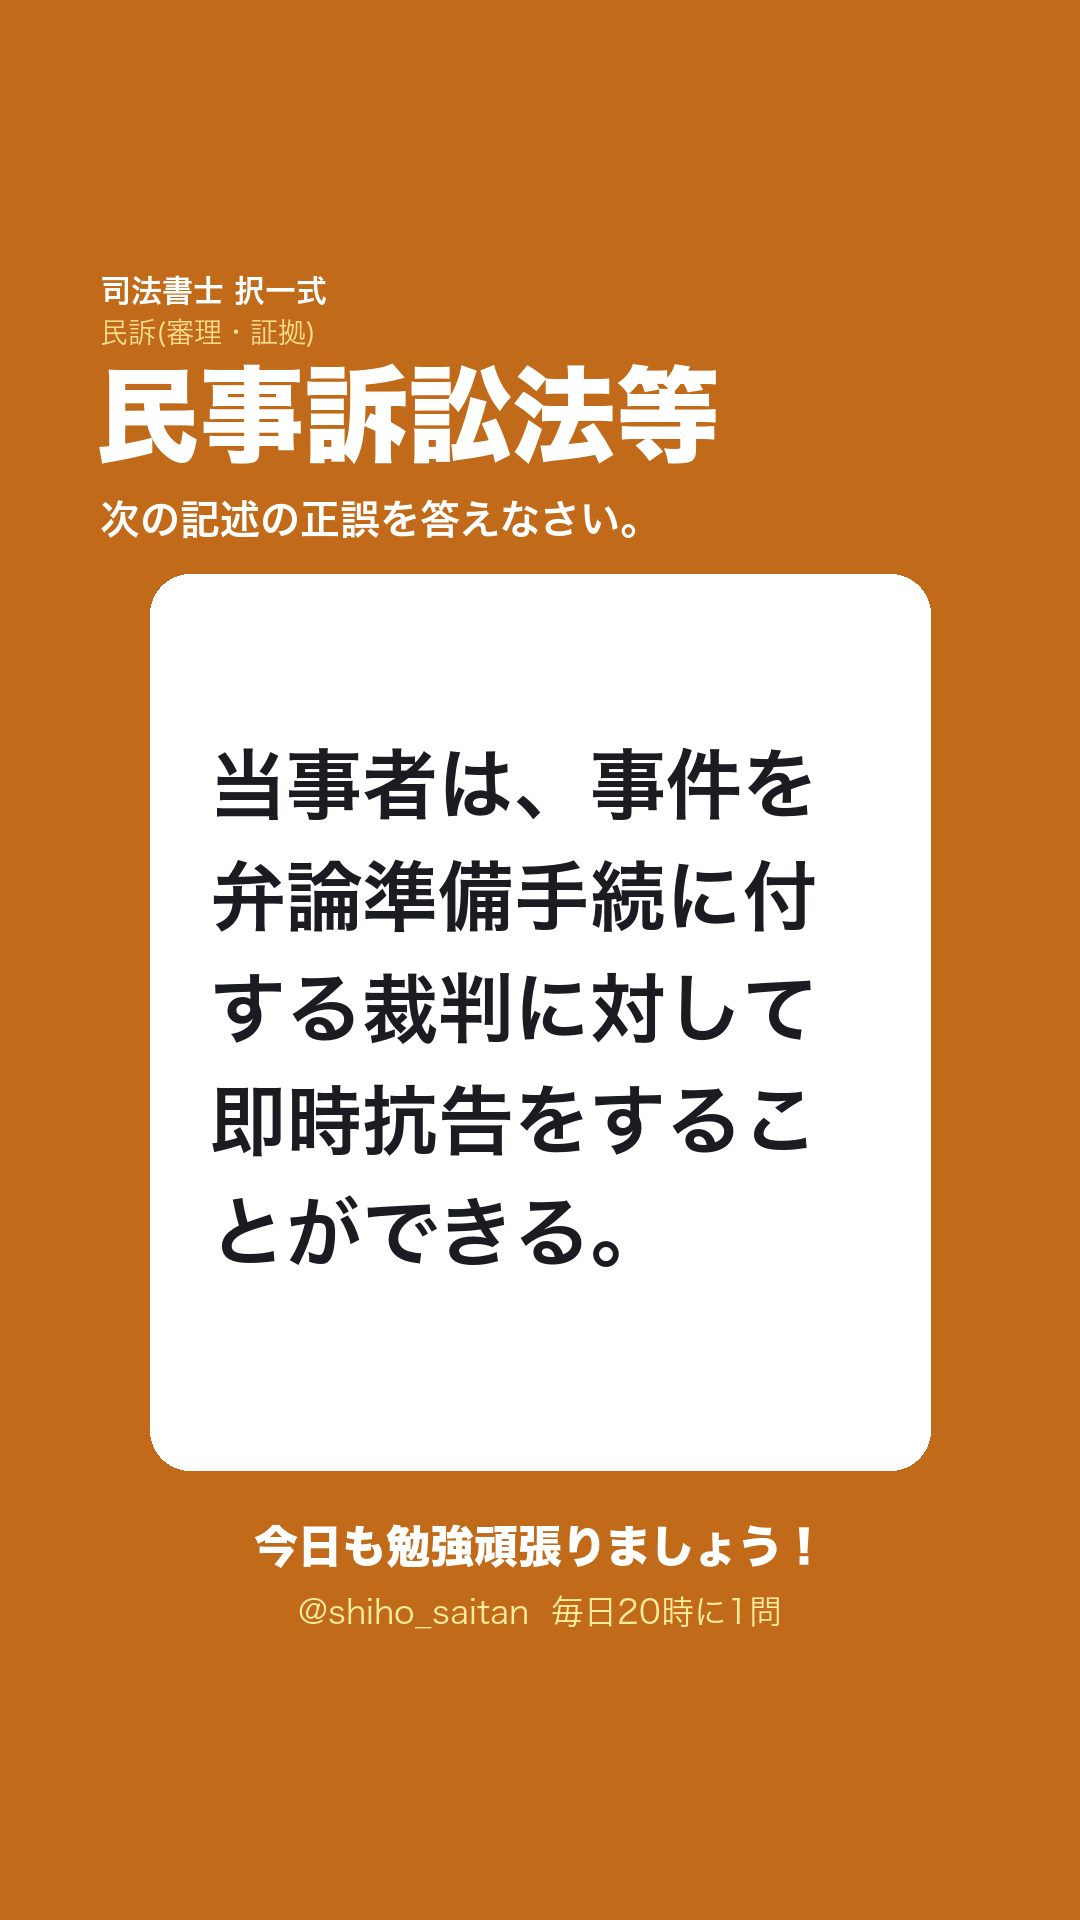 司法書士 択一式
民訴(審理・証拠)
民事訴訟法等
次の記述の正誤を答えなさい。
当事者は、事件を
弁論準備手続に付
する裁判に対して
即時抗告をするこ
とができる。
今日も勉強頑張りましょう！
@shiho_saitan 毎日20時に1問